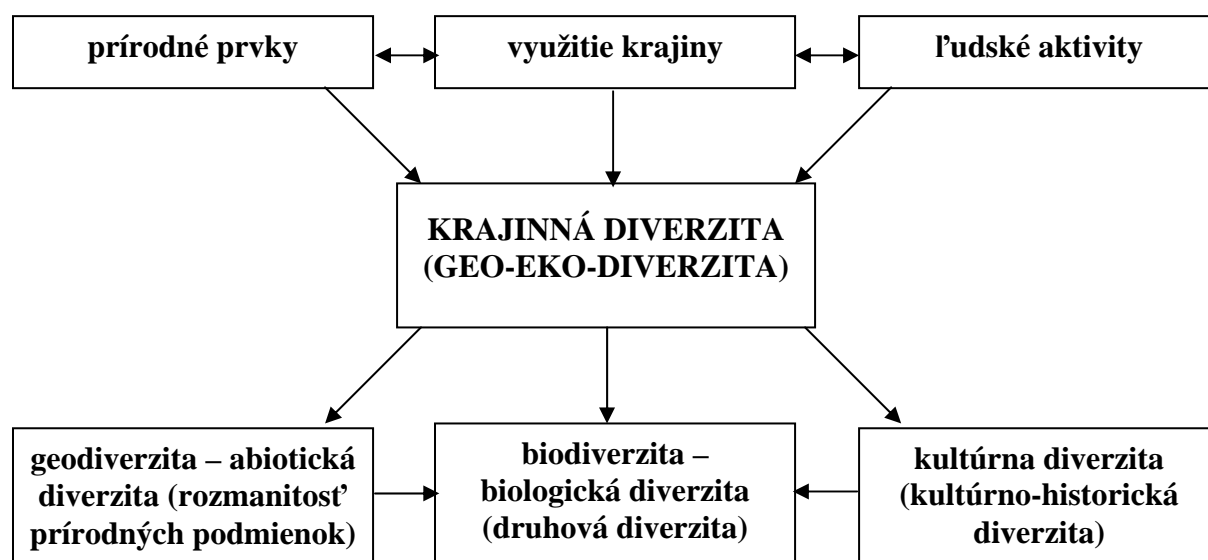 prírodné prvky
využitie krajiny
ľudské aktivity
KRAJINNÁ DIVERZITA
(GEO-EKO-DIVERZITA)
geodiverzita – abiotická
diverzita (rozmanitosť
prírodných podmienok)
biodiverzita –
biologická diverzita
(druhová diverzita)
kultúrna diverzita
(kultúrno-historická
diverzita)